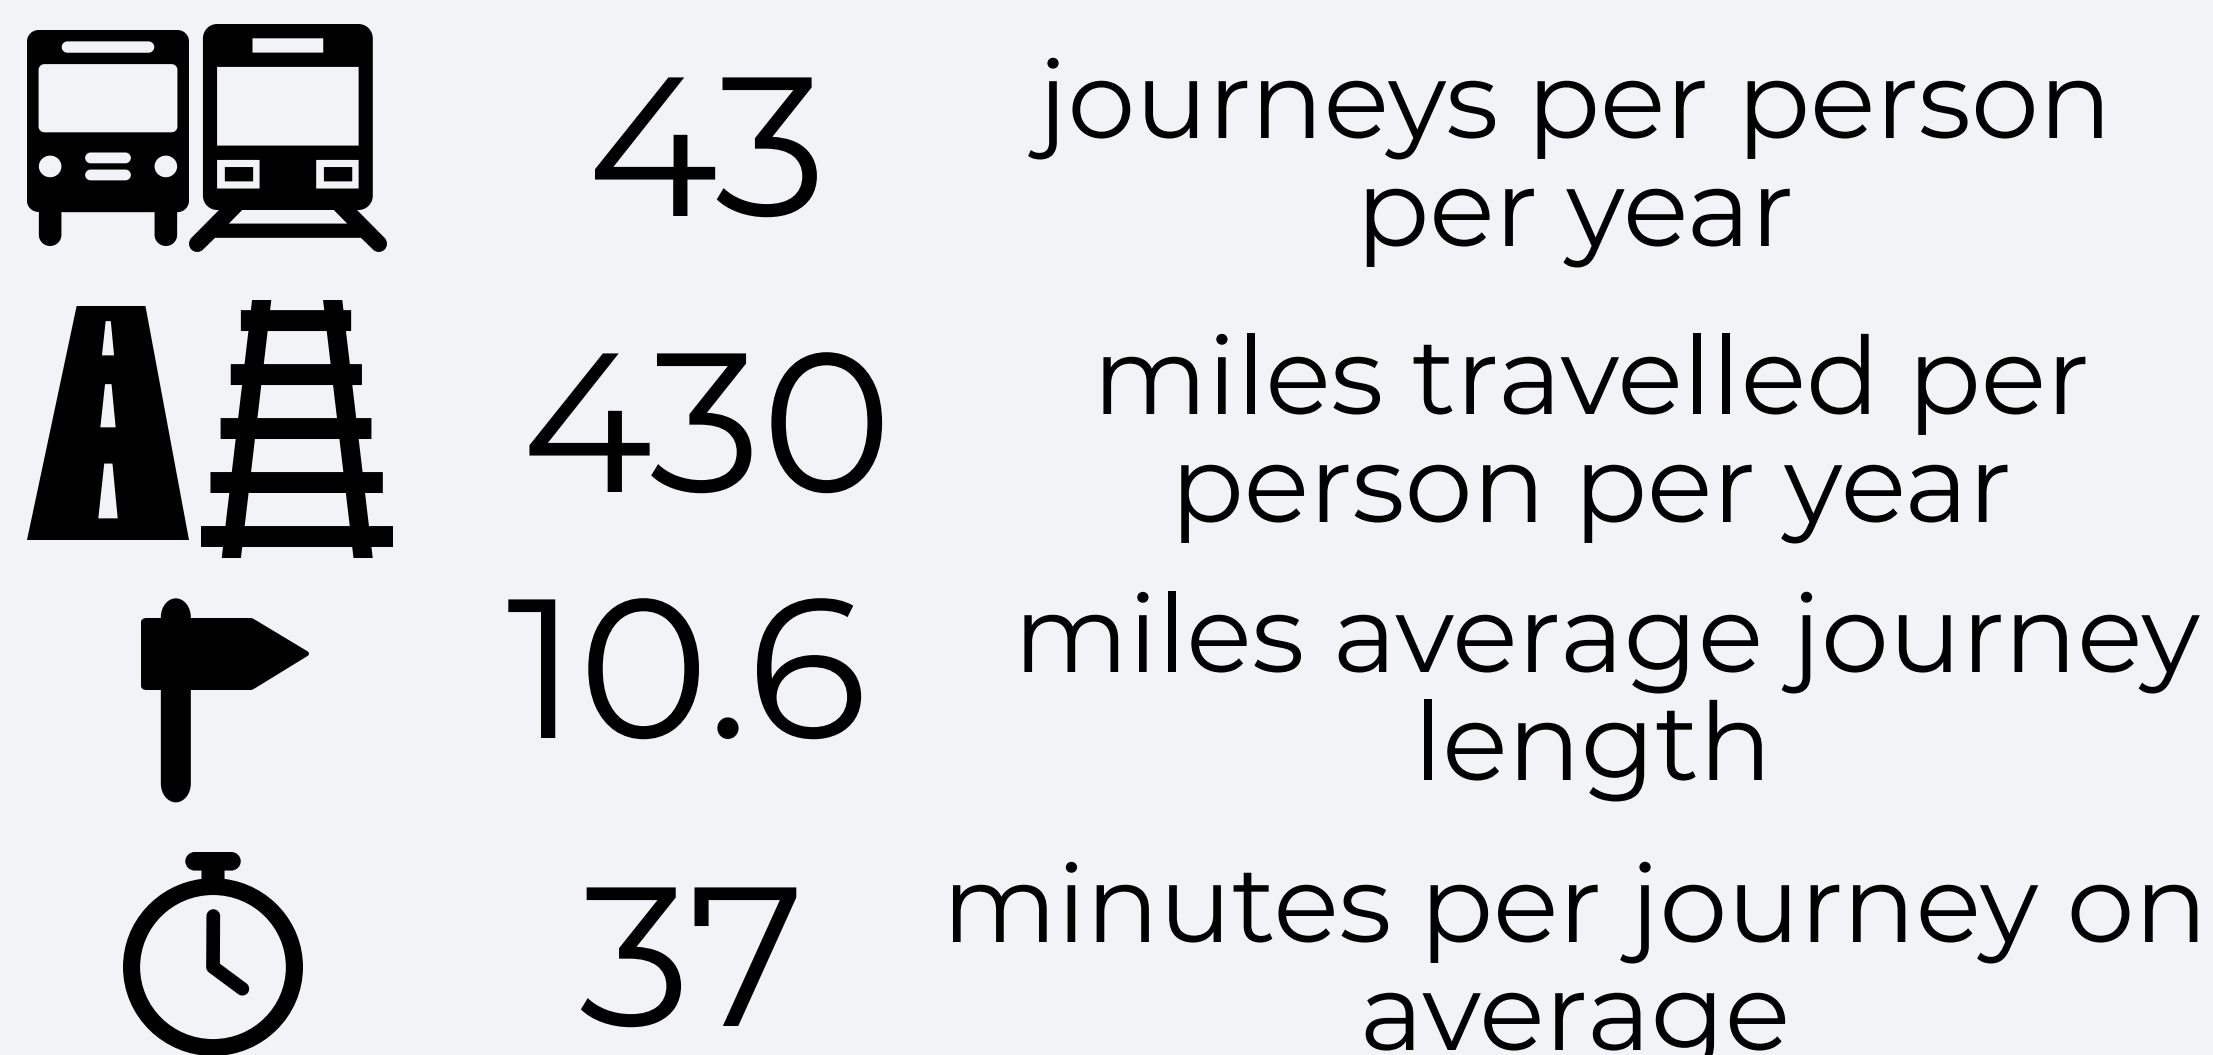 43
journeys per person
per year
430
miles travelled per
person per year
10.6
miles average journey
length
37
minutes per journey on
average